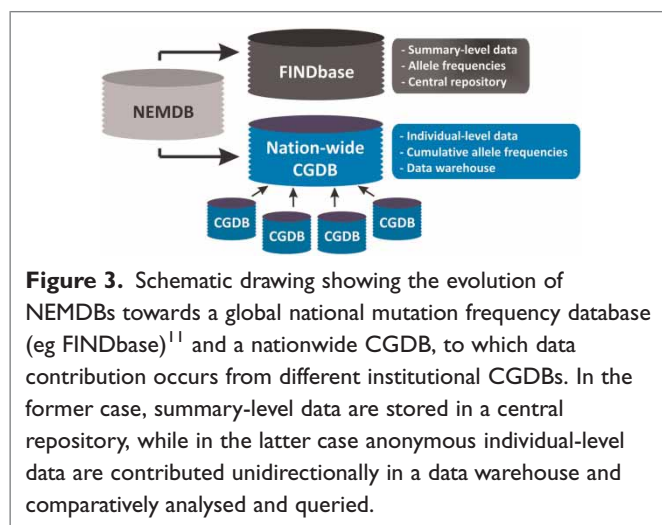 FINDbase
- Summary-level data
- Allele frequencies
- Central repository
NEMDB
Nation-wide
CGDB
- Individual-level data
- Cumulative allele frequencies
- Data warehouse
CGDB
CGDB
CGDB
CGDB
Figure 3. Schematic drawing showing the evolution of
NEMDBs towards a global national mutation frequency database
(eg FINDbase)11 and a nationwide CGDB, to which data
contribution occurs from different institutional CGDBs. In the
former case, summary-level data are stored in a central
repository, while in the latter case anonymous individual-level
data are contributed unidirectionally in a data warehouse and
comparatively analysed and queried.